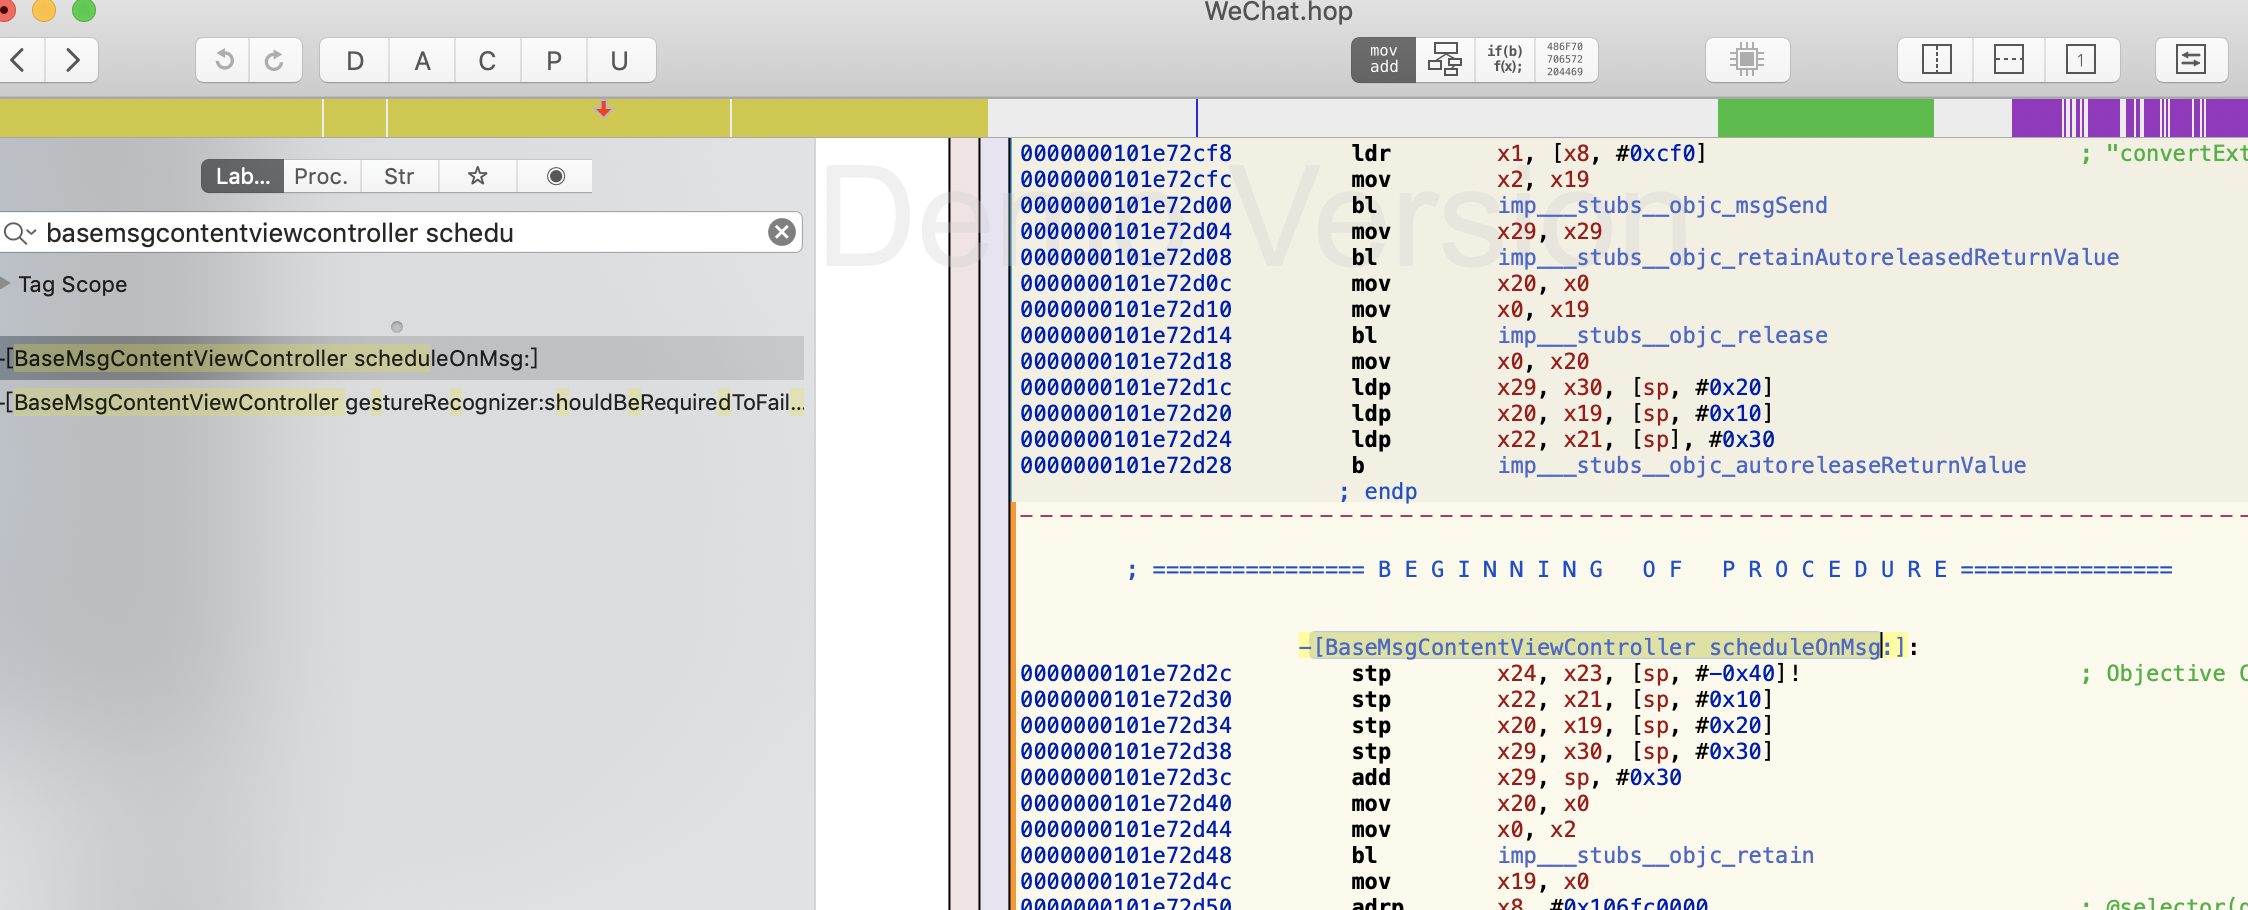 WeChat.hop
D A C P U
mov add
if(b) f(x);
486F70 706572 204469
1
Lab... Proc. Str
basemsgcontentviewcontroller schedu
Tag Scope
-[BaseMsgContentViewController scheduleOnMsg:]
-[BaseMsgContentViewController gestureRecognizer:shouldBeRequiredToFail...
Demo Version
0000000101e72cf8 ldr x1, [x8, #0xcf0] ; "convertExt
0000000101e72cfc mov x2, x19
0000000101e72d00 bl imp___stubs__objc_msgSend
0000000101e72d04 mov x29, x29
0000000101e72d08 bl imp___stubs__objc_retainAutoreleasedReturnValue
0000000101e72d0c mov x20, x0
0000000101e72d10 mov x0, x19
0000000101e72d14 bl imp___stubs__objc_release
0000000101e72d18 mov x0, x20
0000000101e72d1c ldp x29, x30, [sp, #0x20]
0000000101e72d20 ldp x20, x19, [sp, #0x10]
0000000101e72d24 ldp x22, x21, [sp], #0x30
0000000101e72d28 b imp___stubs__objc_autoreleaseReturnValue
; endp
; ================ B E G I N N I N G   O F   P R O C E D U R E ================
-[BaseMsgContentViewController scheduleOnMsg:]:
0000000101e72d2c stp x24, x23, [sp, #-0x40]! ; Objective C
0000000101e72d30 stp x22, x21, [sp, #0x10]
0000000101e72d34 stp x20, x19, [sp, #0x20]
0000000101e72d38 stp x29, x30, [sp, #0x30]
0000000101e72d3c add x29, sp, #0x30
0000000101e72d40 mov x20, x0
0000000101e72d44 mov x0, x2
0000000101e72d48 bl imp___stubs__objc_retain
0000000101e72d4c mov x19, x0
0000000101e72d50 adrp x8, #0x106fc0000 ; @selector(